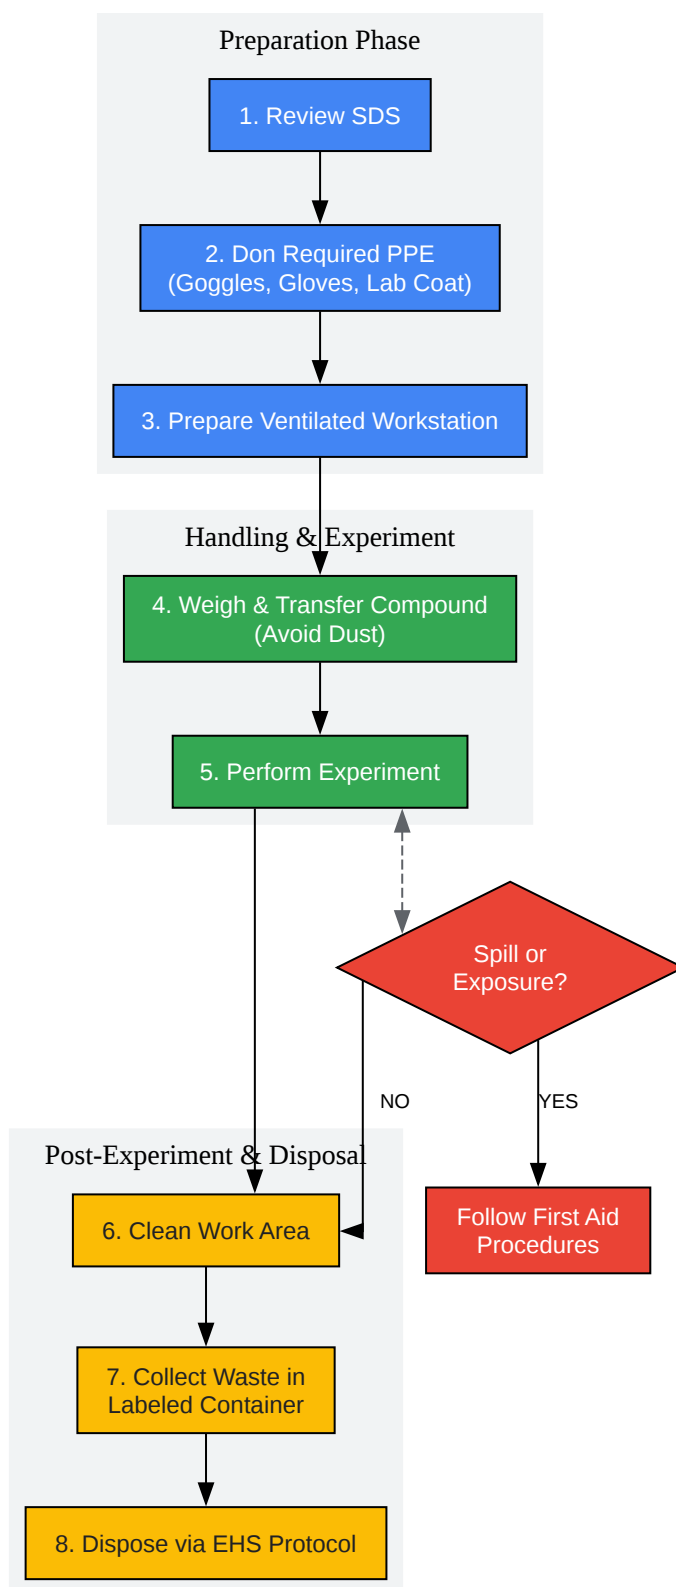 Preparation Phase
1. Review SDS
2. Don Required PPE
(Goggles, Gloves, Lab Coat)
3. Prepare Ventilated Workstation
Handling & Experiment
4. Weigh & Transfer Compound
(Avoid Dust)
5. Perform Experiment
Spill or
Exposure?
NO
YES
Post-Experiment & Disposal
6. Clean Work Area
Follow First Aid
Procedures
7. Collect Waste in
Labeled Container
8. Dispose via EHS Protocol